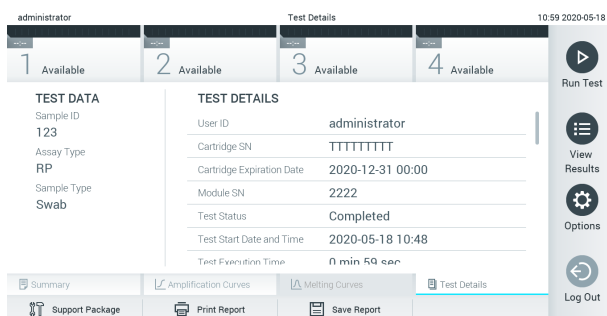 administrator Test Details 10:59 2020-05-18
--:-- --:-- --:-- --:--
1 Available 2 Available 3 Available 4 Available
Run Test
TEST DATA
Sample ID
123
Assay Type
RP
Sample Type
Swab
TEST DETAILS
User ID administrator
Cartridge SN TTTTTTTTT
Cartridge Expiration Date 2020-12-31 00:00
Module SN 2222
Test Status Completed
Test Start Date and Time 2020-05-18 10:48
Test Execution Time 0 min 59 sec
View
Results
Options
Log Out
Summary Amplification Curves Melting Curves Test Details
Support Package Print Report Save Report